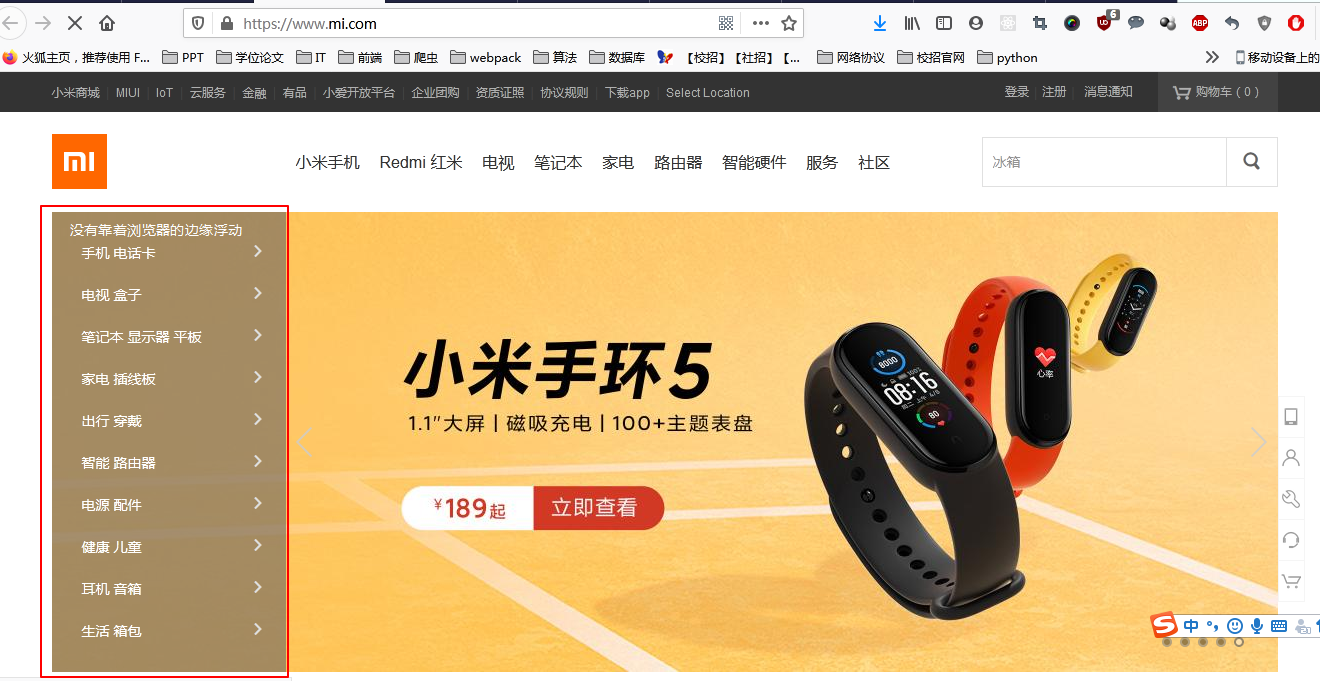 https://www.mi.com
6
ABP
火狐主页，推荐使用 F... PPT 学位论文 IT 前端 爬虫 webpack 算法 数据库 【校招】【社招】【... 网络协议 校招官网 python 移动设备上的
小米商城 MIUI IoT 云服务 金融 有品 小爱开放平台 企业团购 资质证照 协议规则 下载app Select Location 登录 注册 消息通知 购物车（0）
mi
小米手机 Redmi 红米 电视 笔记本 家电 路由器 智能硬件 服务 社区 冰箱
没有靠着浏览器的边缘浮动
手机 电话卡
电视 盒子
笔记本 显示器 平板
家电 插线板
出行 穿戴
智能 路由器
电源 配件
健康 儿童
耳机 音箱
生活 箱包
小米手环5
1.1"大屏 | 磁吸充电 | 100+主题表盘
¥189起 立即查看
8000
100%
08:16
80
心率
S 中